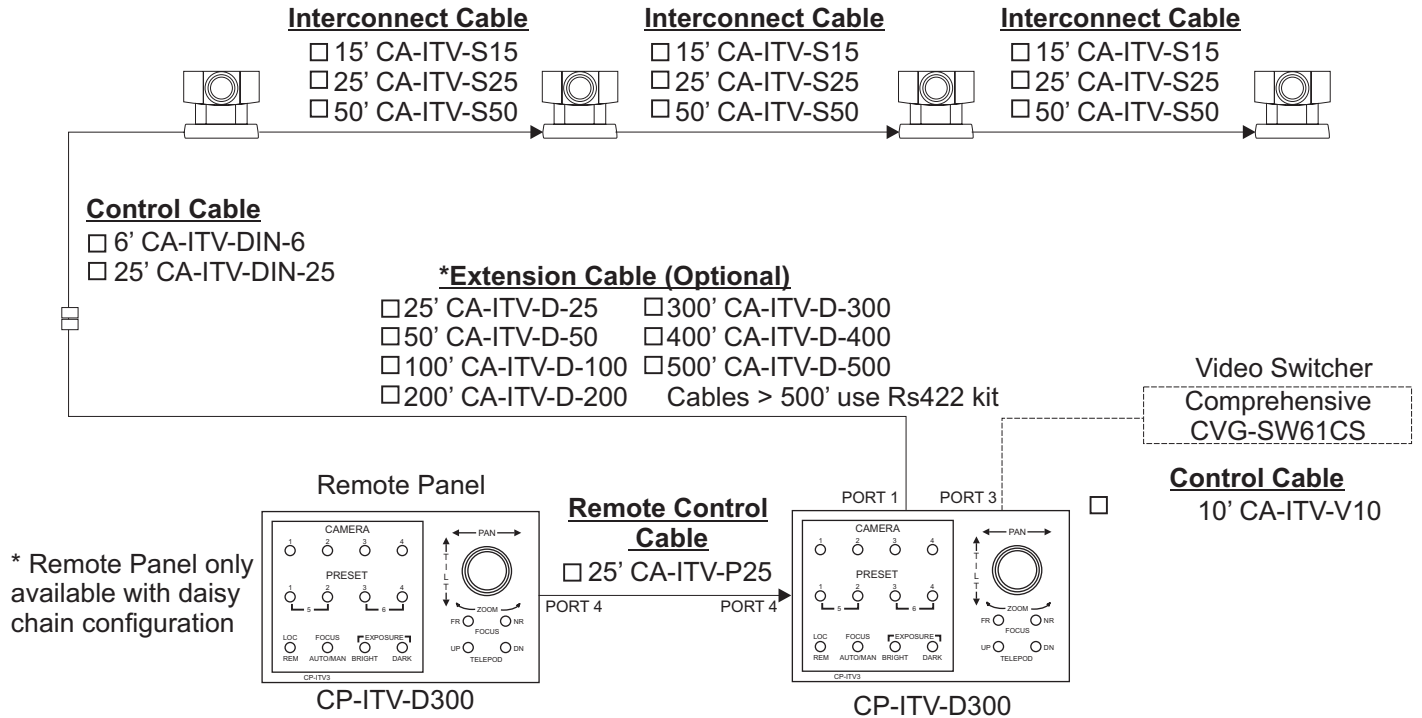 Interconnect Cable
☐ 15’ CA-ITV-S15
☐ 25’ CA-ITV-S25
☐ 50’ CA-ITV-S50
Interconnect Cable
☐ 15’ CA-ITV-S15
☐ 25’ CA-ITV-S25
☐ 50’ CA-ITV-S50
Interconnect Cable
☐ 15’ CA-ITV-S15
☐ 25’ CA-ITV-S25
☐ 50’ CA-ITV-S50
Control Cable
☐ 6’ CA-ITV-DIN-6
☐ 25’ CA-ITV-DIN-25
*Extension Cable (Optional)
☐ 25’ CA-ITV-D-25 ☐ 300’ CA-ITV-D-300
☐ 50’ CA-ITV-D-50 ☐ 400’ CA-ITV-D-400
☐ 100’ CA-ITV-D-100 ☐ 500’ CA-ITV-D-500
☐ 200’ CA-ITV-D-200 Cables > 500’ use Rs422 kit
Video Switcher
Comprehensive
CVG-SW61CS
Control Cable
☐ 10’ CA-ITV-V10
* Remote Panel only
available with daisy
chain configuration
Remote Panel
CAMERA
1 2 3 4
PRESET
1 2 3 4
5 6
LOC FOCUS EXPOSURE
REM AUTO/MAN BRIGHT DARK
CP-ITV3
PAN
TILT
ZOOM
FR NR
FOCUS
UP DN
TELEPOD
CP-ITV-D300
Remote Control
Cable
☐ 25’ CA-ITV-P25
PORT 4 PORT 4
PORT 1 PORT 3
CAMERA
1 2 3 4
PRESET
1 2 3 4
5 6
LOC FOCUS EXPOSURE
REM AUTO/MAN BRIGHT DARK
CP-ITV3
PAN
TILT
ZOOM
FR NR
FOCUS
UP DN
TELEPOD
CP-ITV-D300